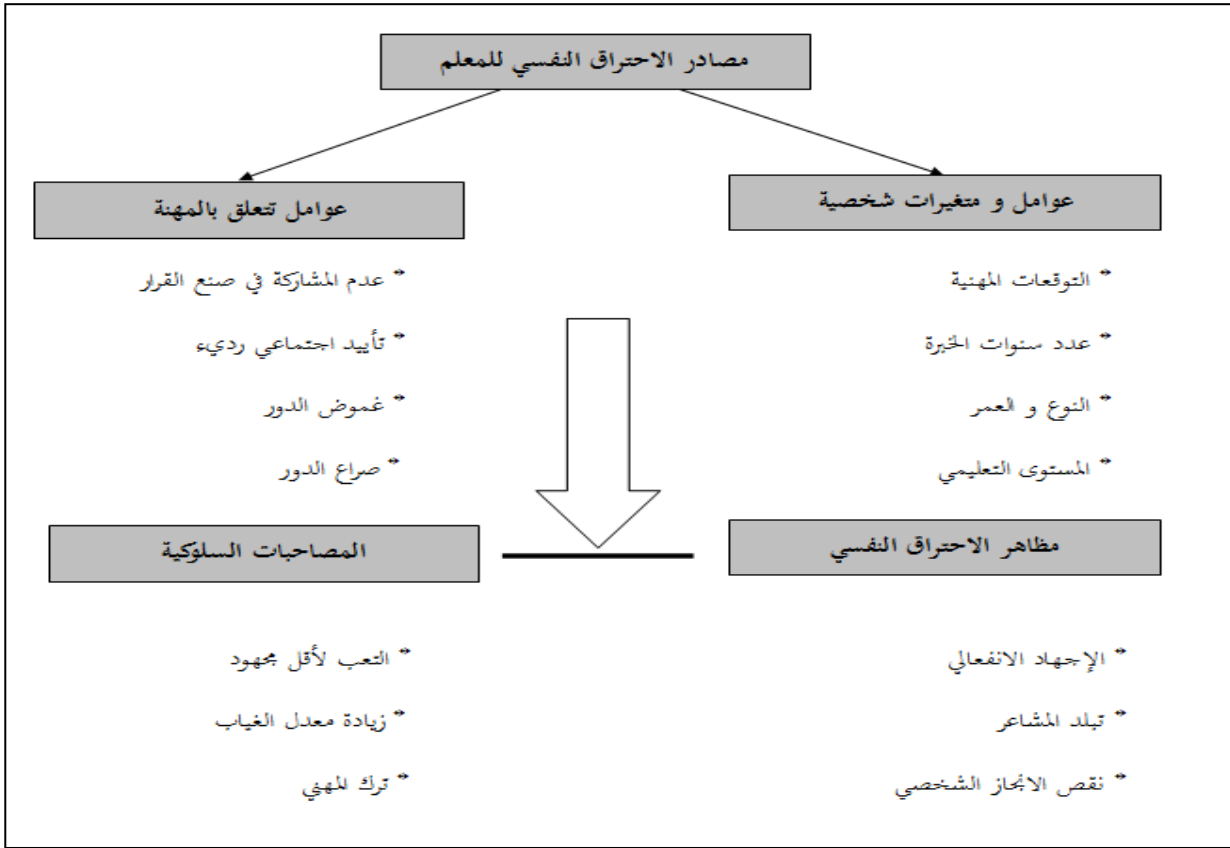 مصادر الاحتراق النفسي للمعلم
عوامل و متغيرات شخصية
التوقعات المهنية
عدد سنوات الخبرة
النوع و العمر
المستوى التعليمي
عوامل تتعلق بالمهنة
عدم المشاركة في صنع القرار
تأييد اجتماعي رديء
غموض الدور
صراع الدور
مظاهر الاحتراق النفسي
الإجهاد الانفعالي
تبلد المشاعر
نقص الانجاز الشخصي
المصاحبات السلوكية
التعب لأقل مجهود
زيادة معدل الغياب
ترك المهني